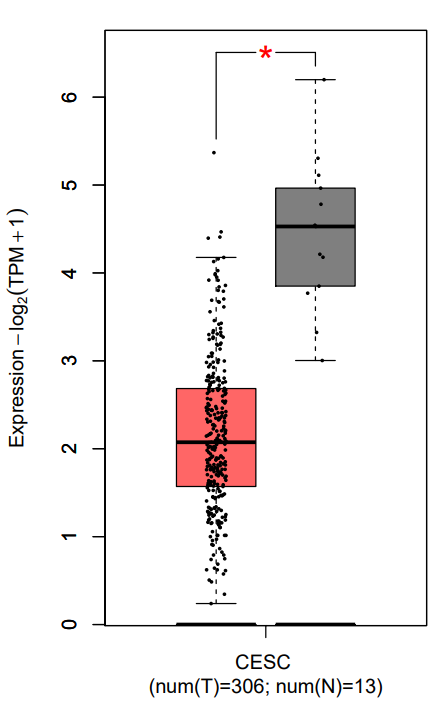 *
6
5
4
3
2
1
0
Expression − log₂(TPM + 1)
CESC
(num(T)=306; num(N)=13)